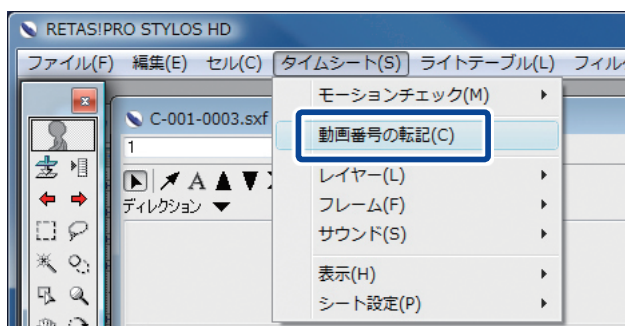 RETAS!PRO STYLOS HD
ファイル(F) 編集(E) セル(C) タイムシート(S) ライトテーブル(L)
モーションチェック(M)
C-001-0003.sxf
動画番号の転記(C)
1
レイヤー(L)
A
ディレクション
フレーム(F)
サウンド(S)
表示(H)
シート設定(P)